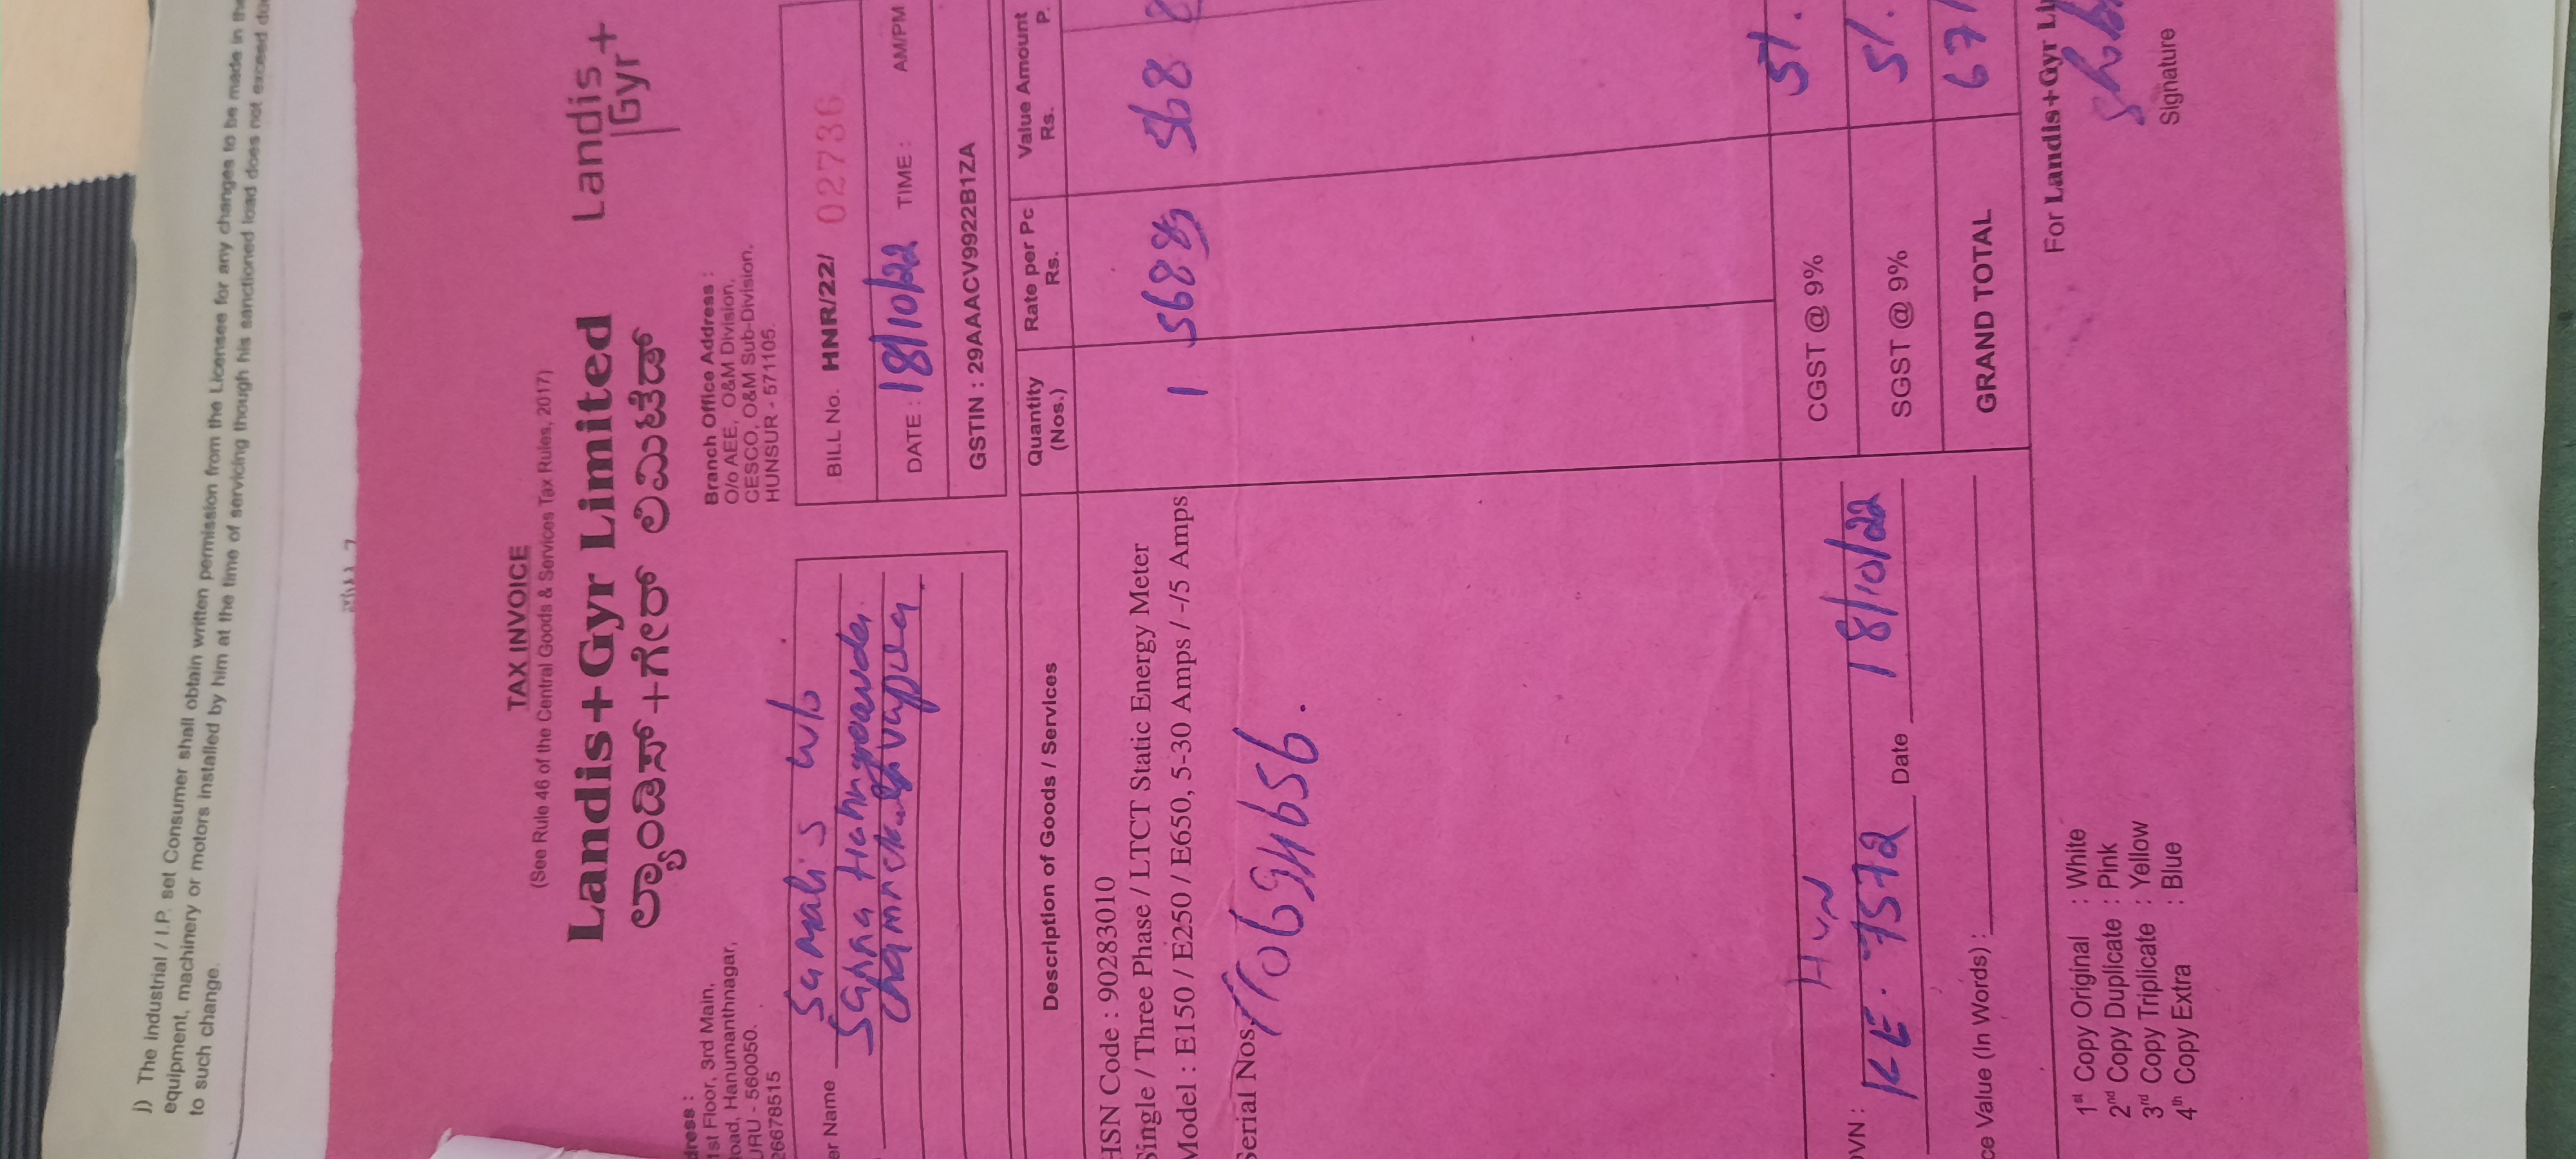 j) The Industrial / I.P. set Consumer shall obtain written permission from the Licensees for any changes to be made in the
equipment, machinery or motors installed by him at the time of servicing though his sanctioned load does not exceed
to such change.
TAX INVOICE
(See Rule 46 of the Central Goods & Services Tax Rules, 2017)
Landis+Gyr Limited
ಲ್ಯಾಂಡಿಸ್+ಗೇರ್ ಲಿಮಿಟೆಡ್
Landis
Gyr+
1st Floor, 3rd Main,
Hanumanthnagar,
560050.
26678515
Branch Office Address :
O/o AEE, O&M Division,
CESCO, O&M Sub-Division.
HUNSUR - 571105.
Name
w/o
BILL No. HNR/22/ 02736
DATE : 18/10/22 TIME : AM/PM
GSTIN : 29AAACV9922B1ZA
Description of Goods / Services Quantity (Nos.) Rate per Pc Rs. Value Amount Rs. P.
HSN Code : 90283010
Single / Three Phase / LTCT Static Energy Meter
Model : E150 / E250 / E650, 5-30 Amps / -/5 Amps
1 568 568
Serial Nos.
HUN
CGST @ 9% 51.
SGST @ 9% 51.
GRAND TOTAL 671
KE. 7572 Date 18/10/22
Value (In Words) :
1st Copy Original : White
2nd Copy Duplicate : Pink
3rd Copy Triplicate : Yellow
4th Copy Extra : Blue
For Landis+Gyr
Signature